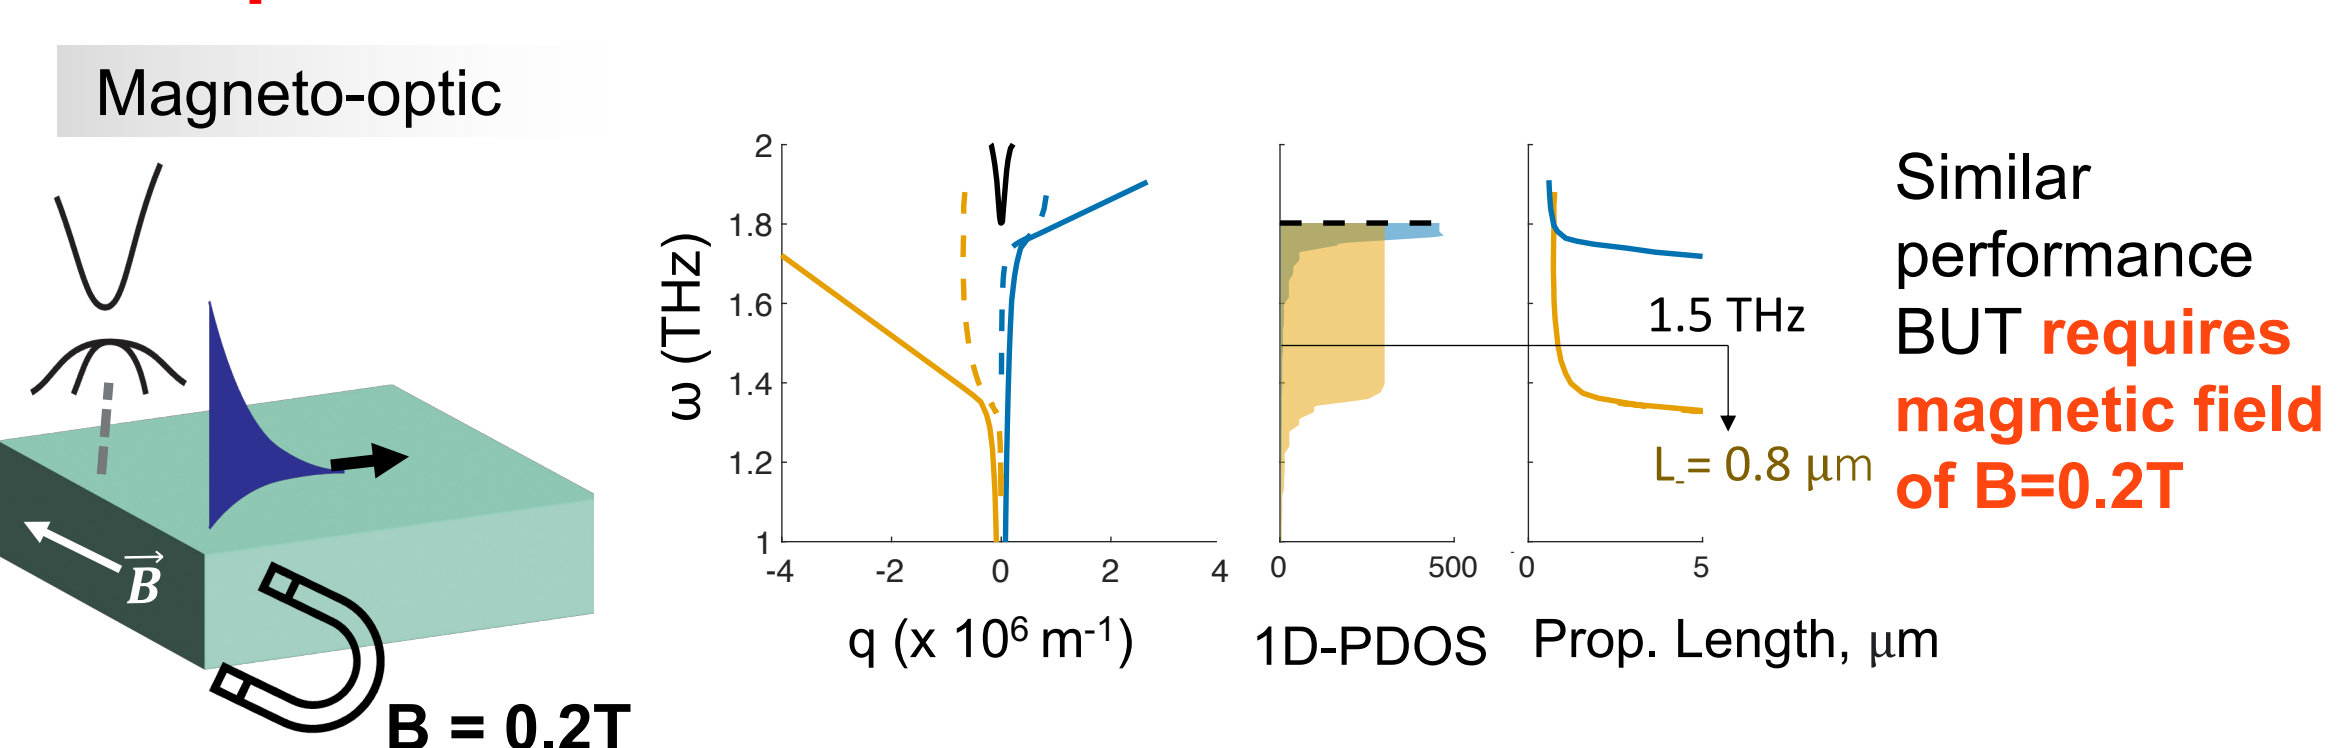 Magneto-optic
B
B = 0.2T
ω (THz)
2
1.8
1.6
1.4
1.2
1
-4 -2 0 2 4
q (x 10⁶ m⁻¹)
0 500
1D-PDOS
0 5
Prop. Length, μm
1.5 THz
L₋= 0.8 μm
Similar
performance
BUT requires
magnetic field
of B=0.2T